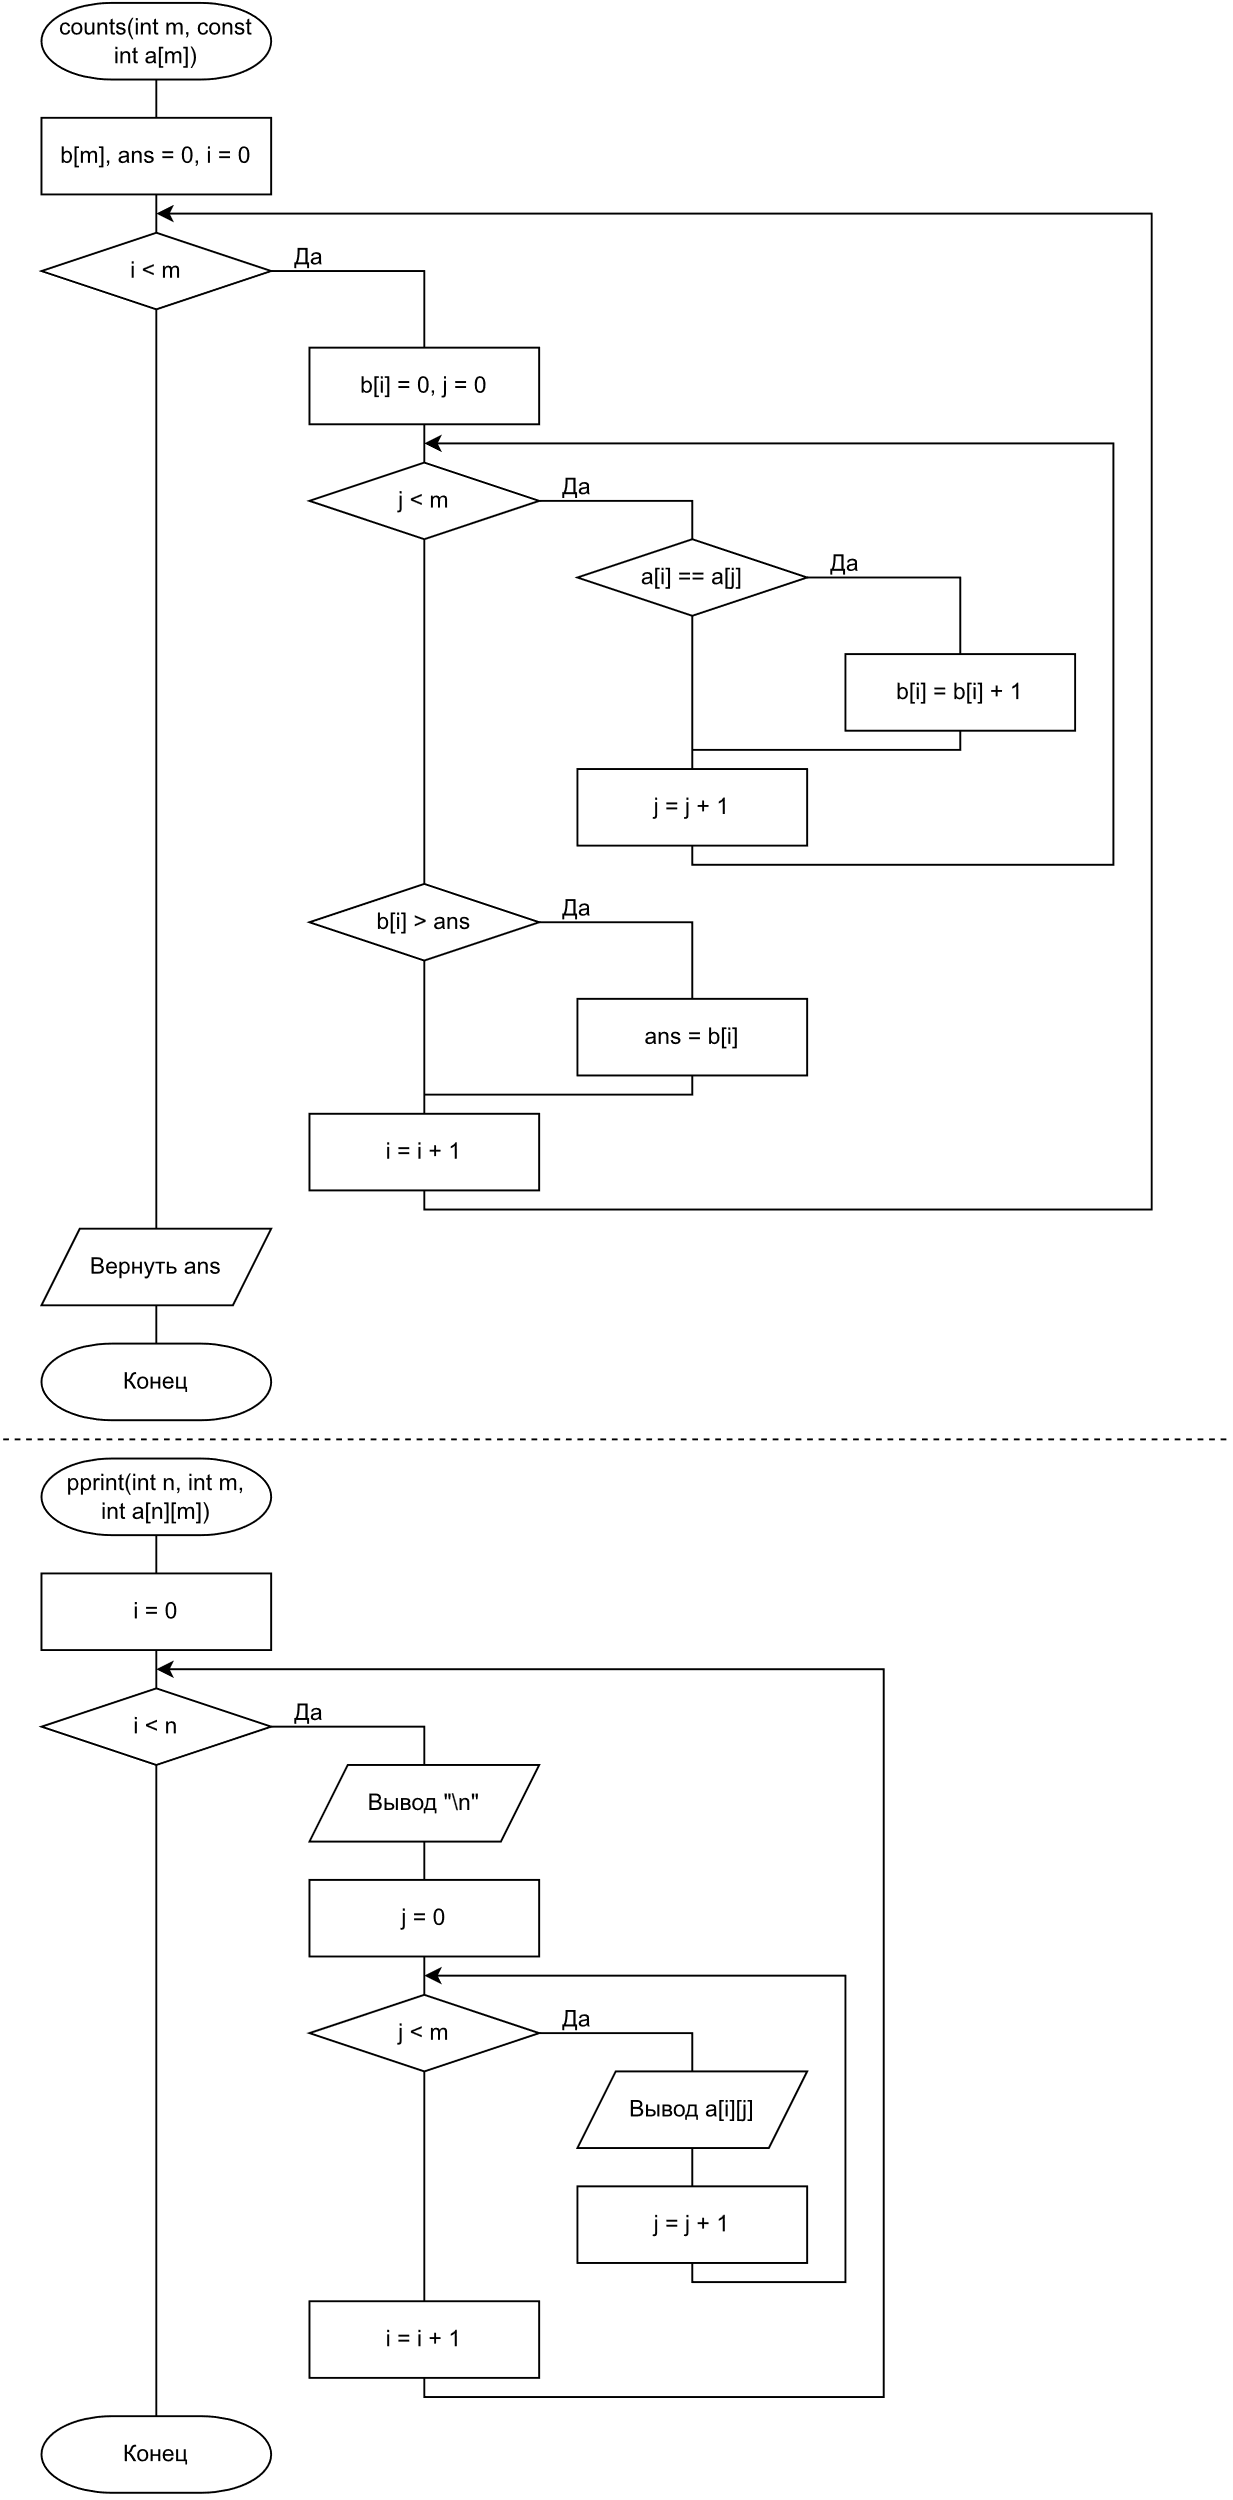 counts(int m, const
int a[m])
b[m], ans = 0, i = 0
i < m
Да
b[i] = 0, j = 0
j < m
Да
a[i] == a[j]
Да
b[i] = b[i] + 1
j = j + 1
b[i] > ans
Да
ans = b[i]
i = i + 1
Вернуть ans
Конец
pprint(int n, int m,
int a[n][m])
i = 0
i < n
Да
Вывод "\n"
j = 0
j < m
Да
Вывод a[i][j]
j = j + 1
i = i + 1
Конец